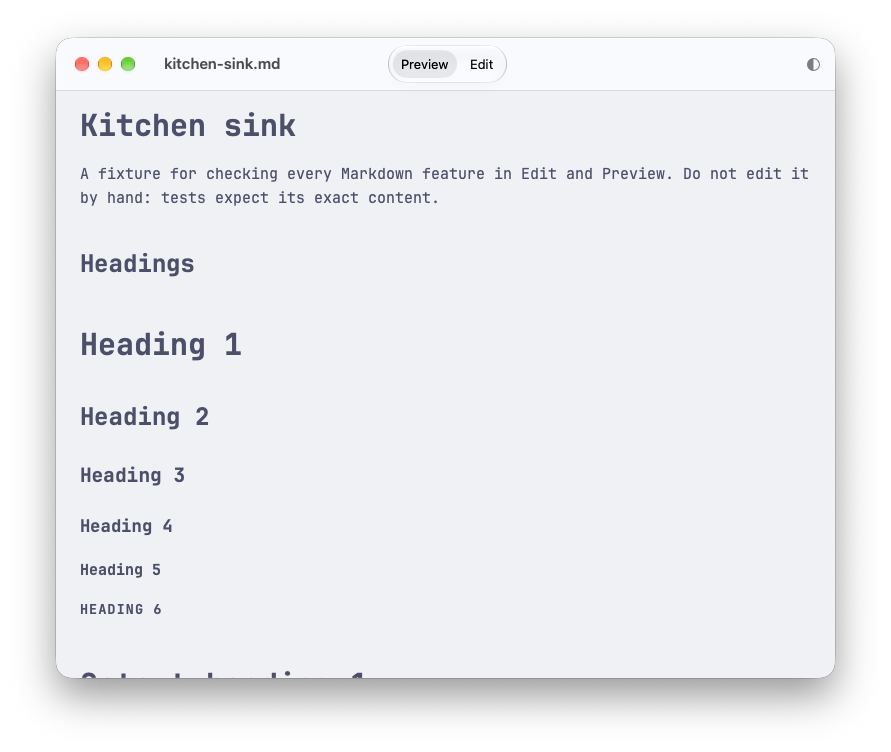 kitchen-sink.md
Preview Edit
Kitchen sink
A fixture for checking every Markdown feature in Edit and Preview. Do not edit it
by hand: tests expect its exact content.
Headings
Heading 1
Heading 2
Heading 3
Heading 4
Heading 5
HEADING 6